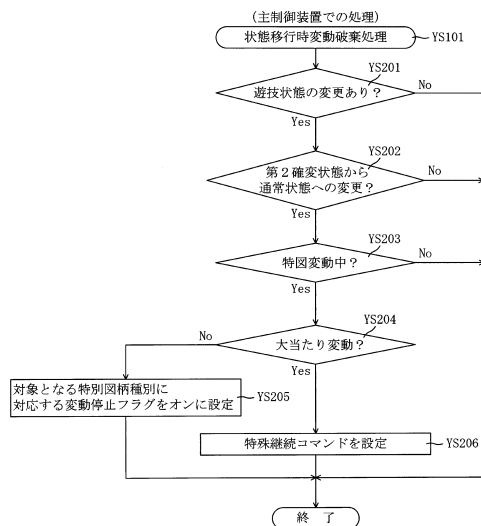 (主制御装置での処理)
状態移行時変動破棄処理
YS101
YS201
遊技状態の変更あり？
No
Yes
YS202
第２確変状態から
通常状態への変更？
No
Yes
YS203
特図変動中？
No
Yes
YS204
大当たり変動？
No
Yes
対象となる特別図柄種別に
対応する変動停止フラグをオンに設定
YS205
特殊継続コマンドを設定
YS206
終 了